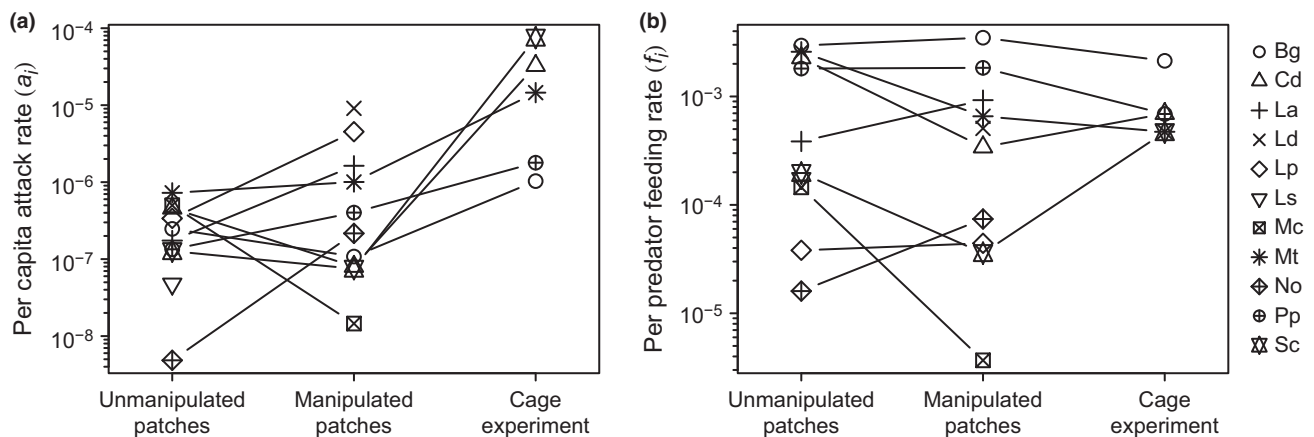 (a)
Per capita attack rate (aᵢ)
10⁻⁴
10⁻⁵
10⁻⁶
10⁻⁷
10⁻⁸
Unmanipulated patches
Manipulated patches
Cage experiment
(b)
Per predator feeding rate (fᵢ)
10⁻³
10⁻⁴
10⁻⁵
Unmanipulated patches
Manipulated patches
Cage experiment
Bg
Cd
La
Ld
Lp
Ls
Mc
Mt
No
Pp
Sc